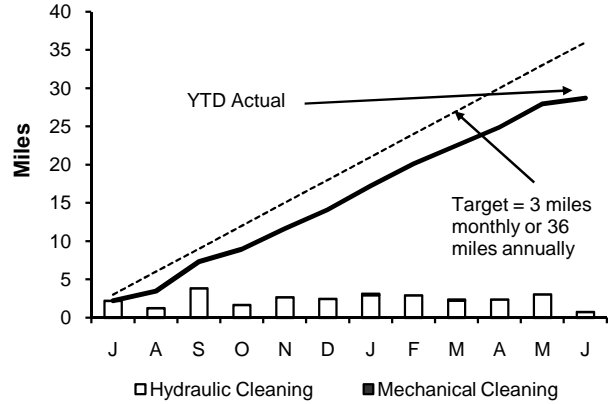 40
35
30
25
20
15
10
5
0
Miles
YTD Actual
Target = 3 miles
monthly or 36
miles annually
J A S O N D J F M A M J
Hydraulic Cleaning Mechanical Cleaning